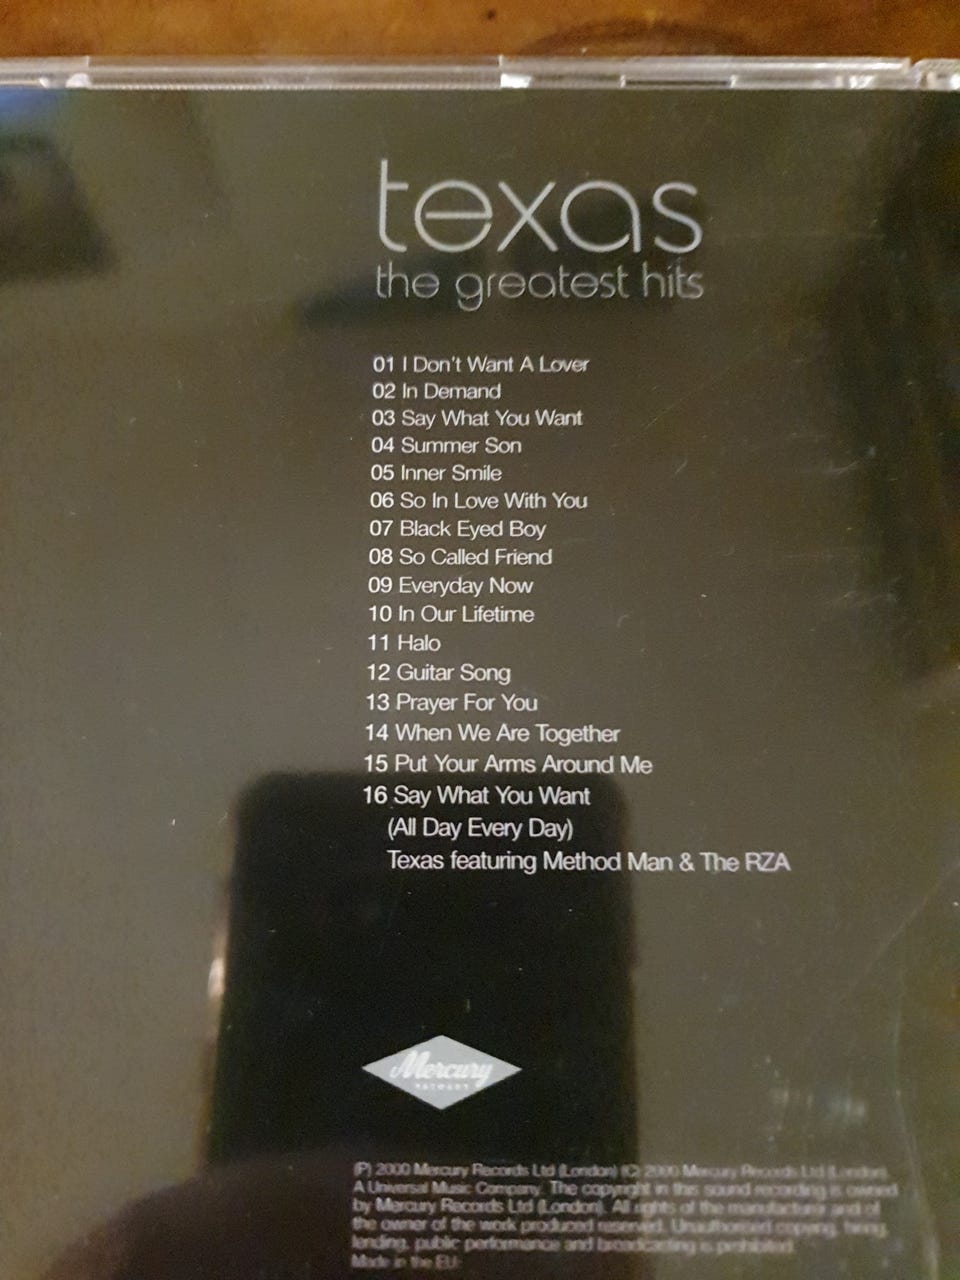 texas
the greatest hits
01 I Don't Want A Lover
02 In Demand
03 Say What You Want
04 Summer Son
05 Inner Smile
06 So In Love With You
07 Black Eyed Boy
08 So Called Friend
09 Everyday Now
10 In Our Lifetime
11 Halo
12 Guitar Song
13 Prayer For You
14 When We Are Together
15 Put Your Arms Around Me
16 Say What You Want
(All Day Every Day)
Texas featuring Method Man & The RZA
Mercury
(P) 2000 Mercury Records Ltd (London) (C) 2000 Mercury Records Ltd (London).
A Universal Music Company. The copyright in this sound recording is owned
by Mercury Records Ltd (London). All rights of the manufacturer and of
the owner of the work produced reserved. Unauthorised copying, hiring,
lending, public performance and broadcasting is prohibited.
Made in the EU.